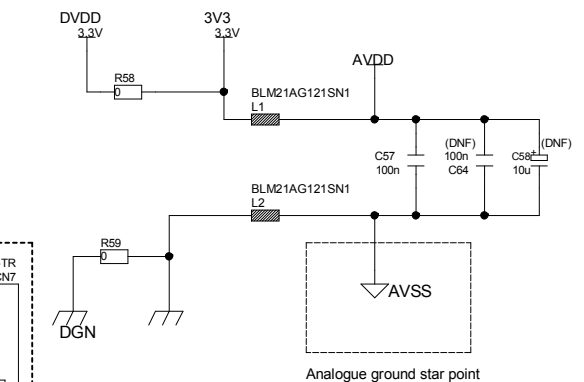 DVDD
3.3V
3V3
3.3V
AVDD
R58
0
BLM21AG121SN1
L1
C57
100n
(DNF)
100n
C64
(DNF)
C58
+
10u
BLM21AG121SN1
L2
R59
0
TR
CN7
DGN
AVSS
Analogue ground star point